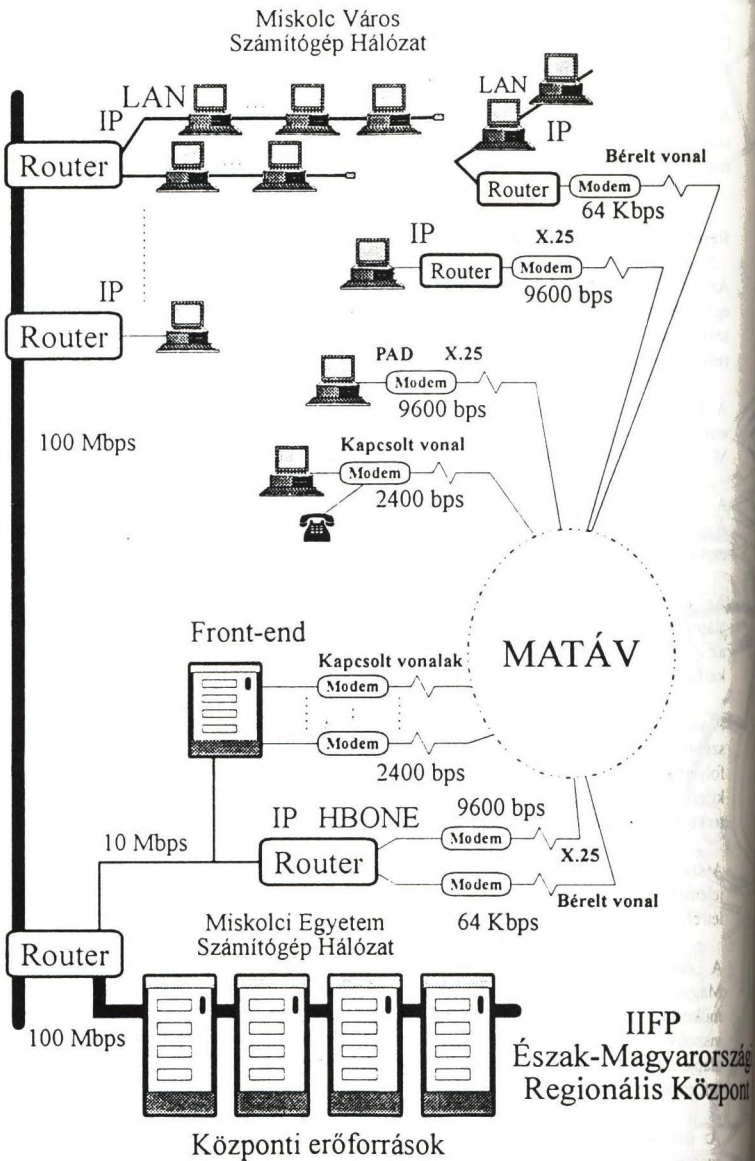 Miskolc Város
Számítógép Hálózat
LAN
IP
Router
LAN
IP
Bérelt vonal
Router
Modem
64 Kbps
IP
X.25
Router
Modem
9600 bps
IP
Router
PAD X.25
Modem
9600 bps
100 Mbps
Kapcsolt vonal
Modem
2400 bps
MATÁV
Front-end
Kapcsolt vonalak
Modem
Modem
2400 bps
IP HBONE
9600 bps
10 Mbps
Router
Modem
X.25
Modem
64 Kbps
Bérelt vonal
Miskolci Egyetem
Számítógép Hálózat
Router
100 Mbps
IIFP
Észak-Magyarországi
Regionális Központ
Központi erőforrások